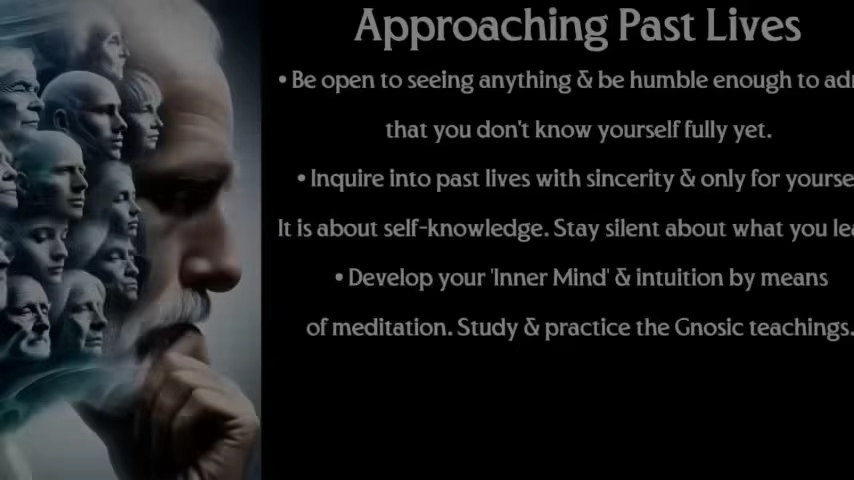 Approaching Past Lives
• Be open to seeing anything & be humble enough to
that you don't know yourself fully yet.
• Inquire into past lives with sincerity & only for
It is about self-knowledge. Stay silent about what you
• Develop your 'Inner Mind' & intuition by means
of meditation. Study & practice the Gnosic teachings.